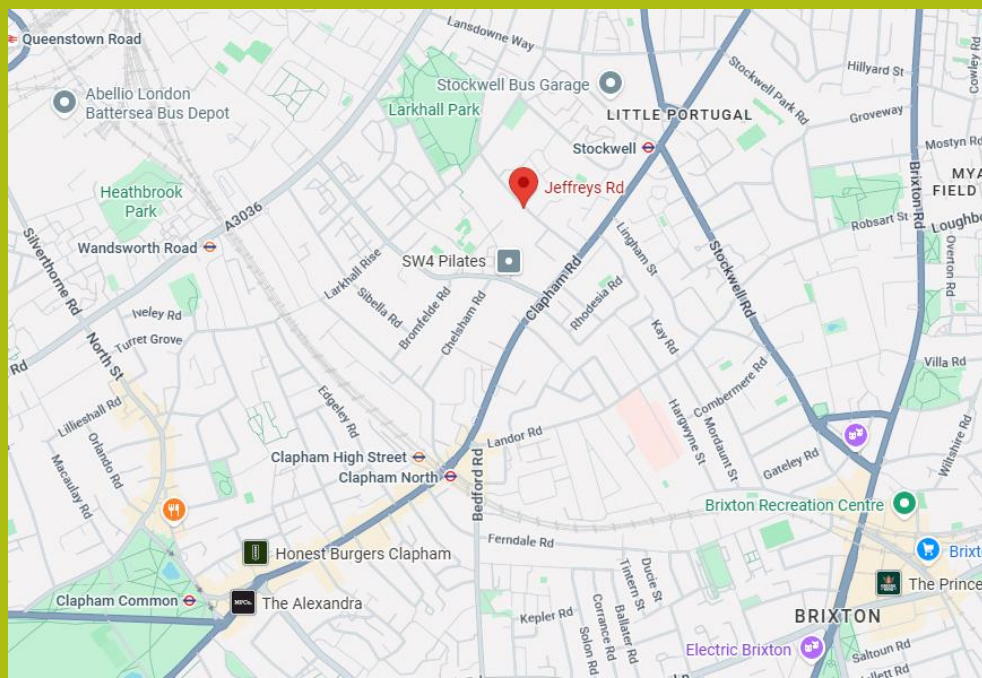 Lansdowne Way
Queenstown Road
Hillyard St
Cowley Rd
Stockwell Bus Garage
Stockwell Park Rd
Abellio London
Battersea Bus Depot
Larkhall Park
LITTLE PORTUGAL
Groveway
Stockwell
Mostyn Rd
Brixton Rd
MYA
FIELD
Heathbrook
Park
Jeffreys Rd
A3036
Robsart St
Loughbo
Wandsworth Road
Silverthorne Rd
SW4 Pilates
Lingham St
Stockwell Rd
Overton Rd
Larkhall Rise
Sibella Rd
Bromfelde Rd
Chelsham Rd
Clapham Rd
Rhodesia Rd
Iveley Rd
Turret Grove
North St
Kay Rd
Rd
Villa Rd
Combermere Rd
Edgeley Rd
Lillieshall Rd
Orlando Rd
Macaulay Rd
Landor Rd
Hargwyne St
Mordaunt St
Gateley Rd
Wiltshire Rd
Clapham High Street
Clapham North
Bedford Rd
Brixton Recreation Centre
Ferndale Rd
Honest Burgers Clapham
Brixt
Ducie St
Tintern St
The Prince
Clapham Common
MPCo.
The Alexandra
Kepler Rd
Ballater Rd
Corrance Rd
Solon Rd
BRIXTON
Electric Brixton
Saltoun Rd